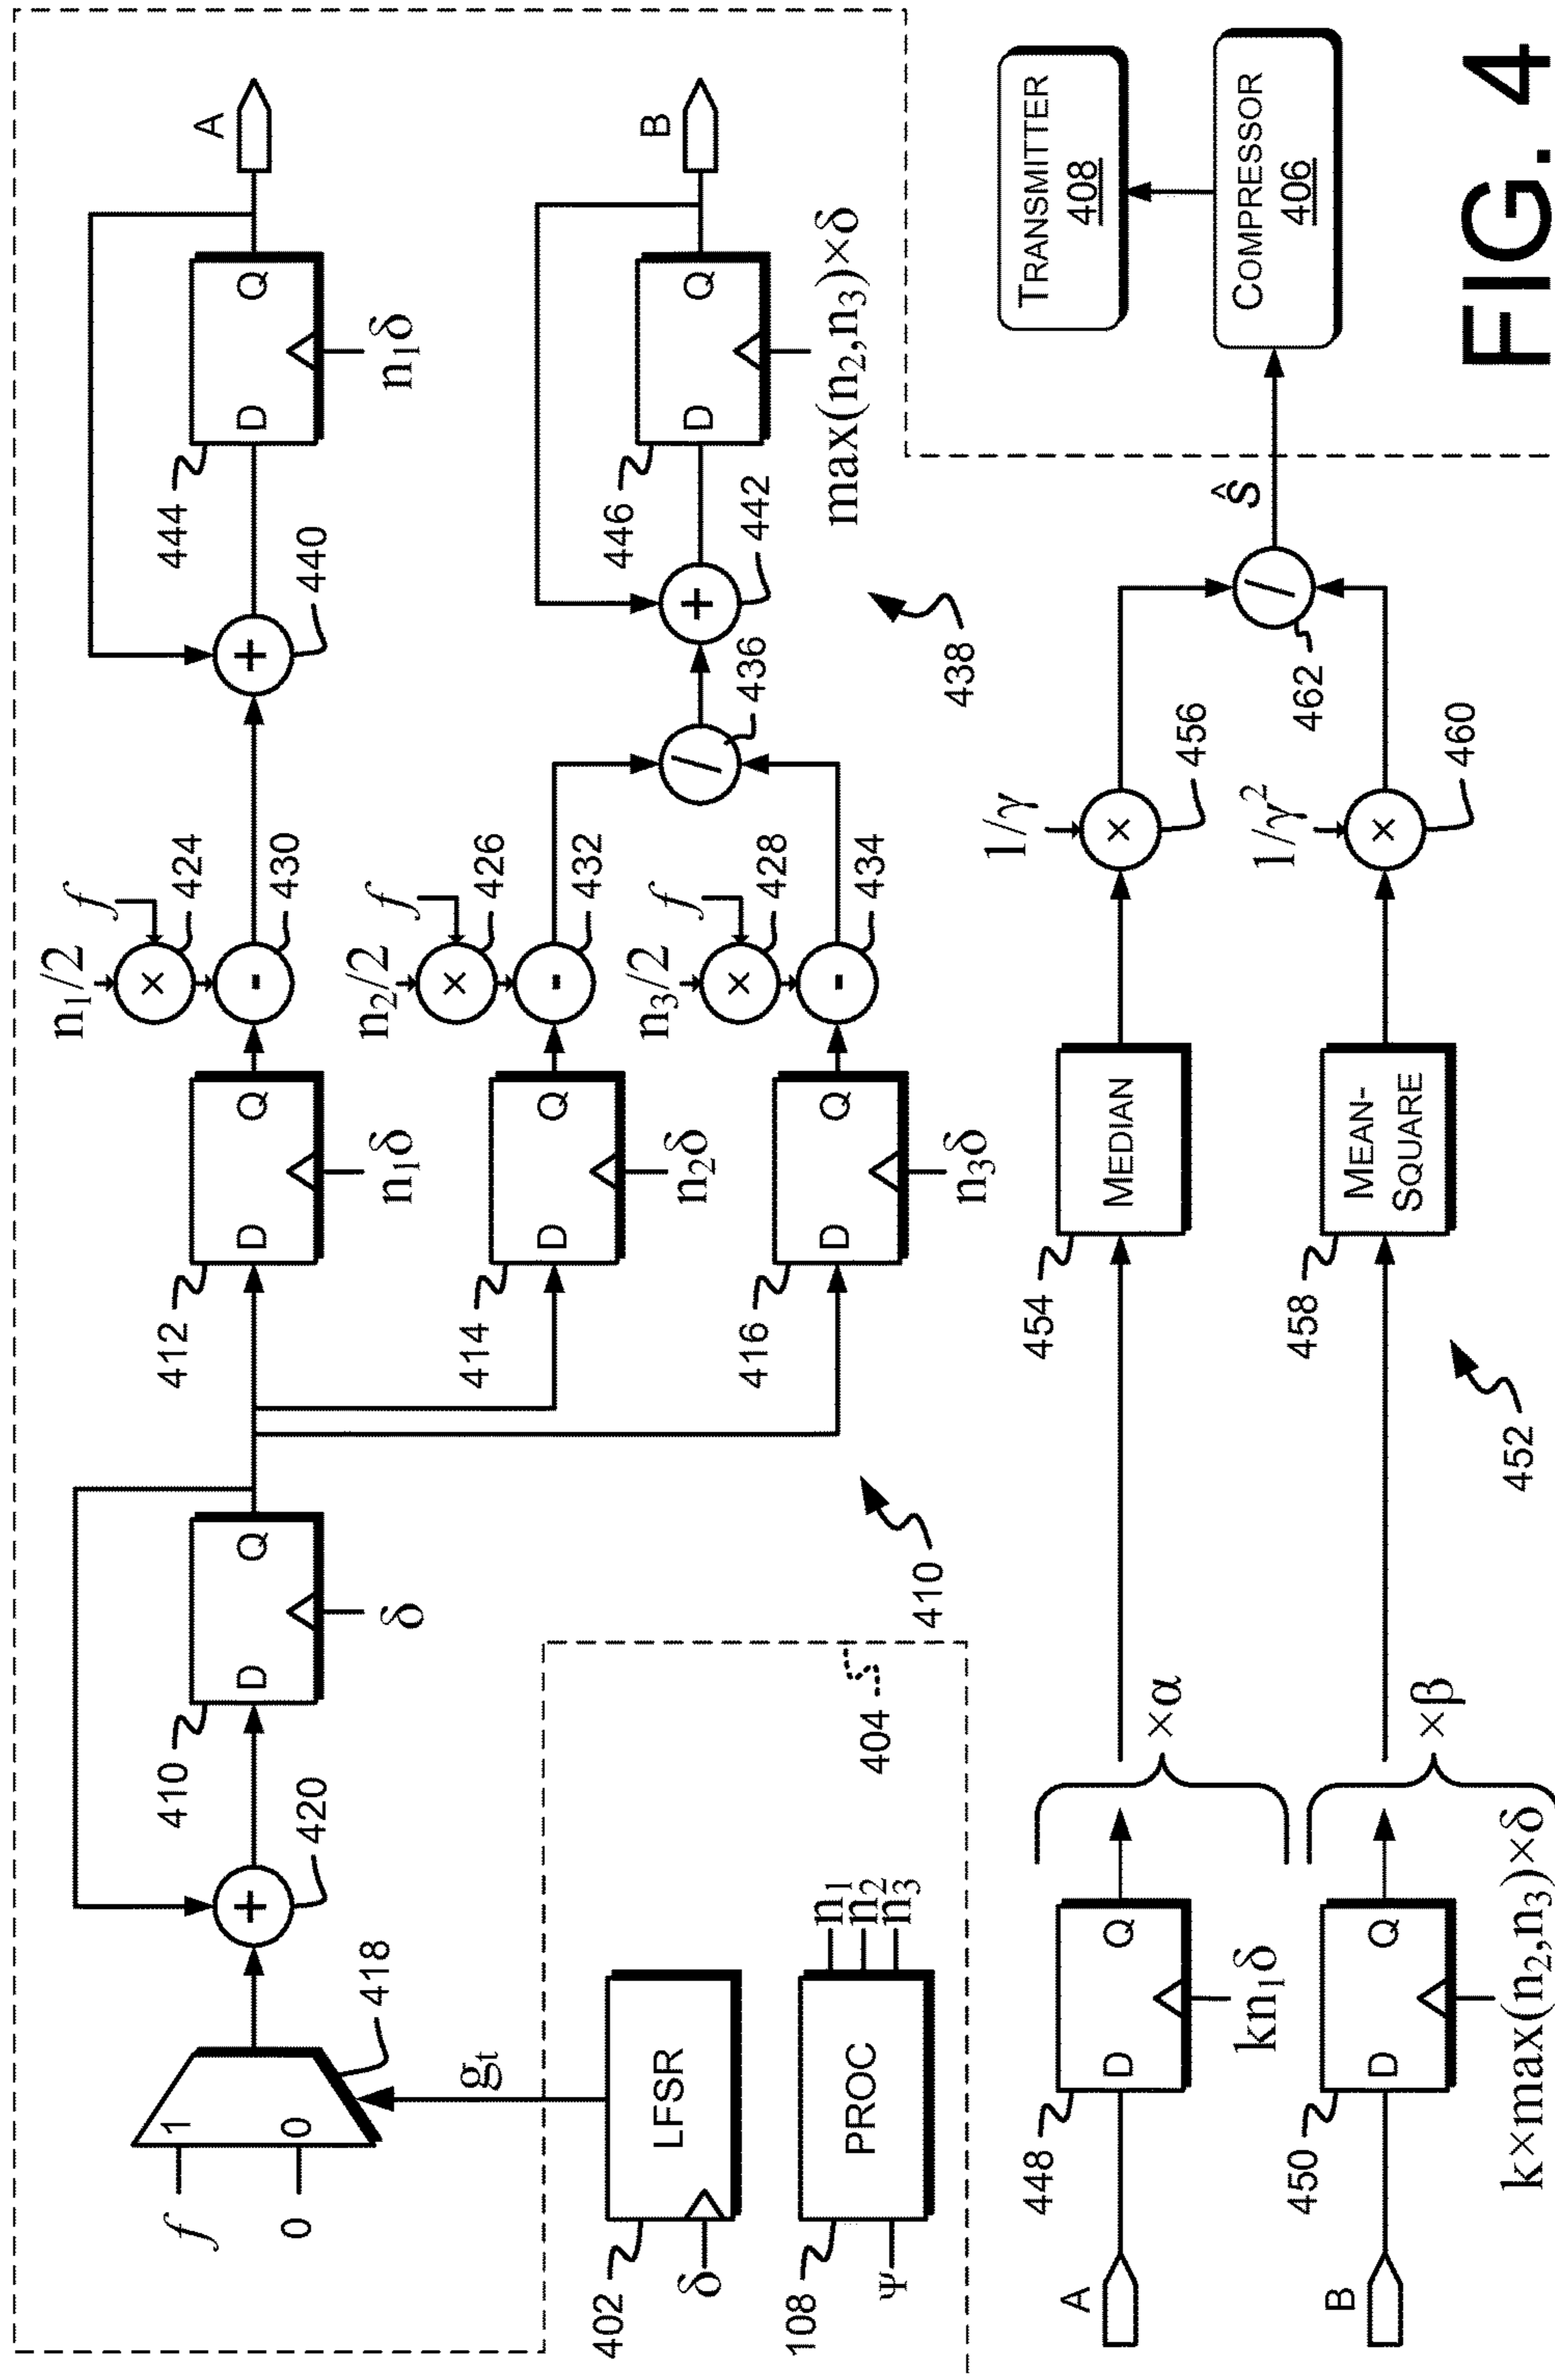 A
444
D
Q
n₁δ
440
+
n₁/2
f
×
424
-
430
412
D
Q
n₁δ
410
D
Q
δ
420
+
f
1
0
0
418
gₜ
B
446
D
Q
max(n₂,n₃)×δ
442
+
/
436
438
n₂/2
f
×
426
-
432
414
D
Q
n₂δ
n₃/2
f
×
428
-
434
416
D
Q
n₃δ
410
404
402
LFSR
δ
108
PROC
Ψ
n₁
n₂
n₃
A
448
D
Q
kn₁δ
×α
454
MEDIAN
1/γ
×
456
B
450
D
Q
k×max(n₂,n₃)×δ
×β
458
MEAN-
SQUARE
1/γ²
×
460
452
/
462
ŝ
COMPRESSOR
406
TRANSMITTER
408
FIG. 4